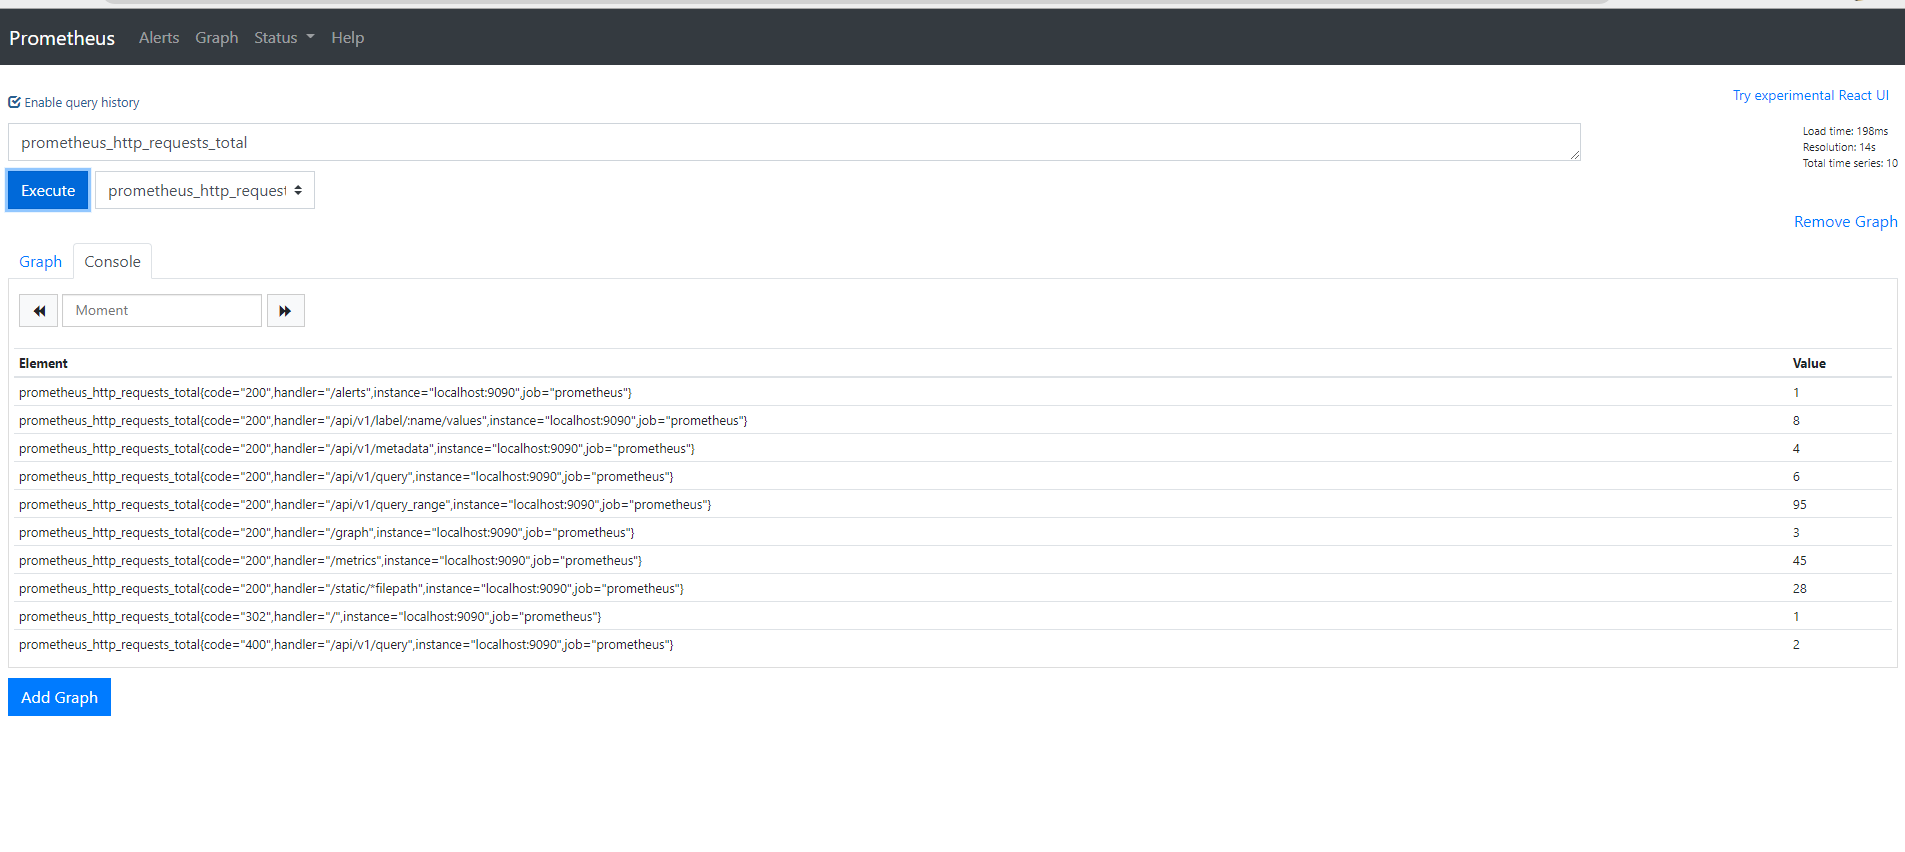 Prometheus Alerts Graph Status Help
Enable query history
Try experimental React UI
prometheus_http_requests_total
Load time: 198ms
Resolution: 14s
Total time series: 10
Execute prometheus_http_request
Remove Graph
Graph Console
Moment
Element Value
prometheus_http_requests_total{code="200",handler="/alerts",instance="localhost:9090",job="prometheus"} 1
prometheus_http_requests_total{code="200",handler="/api/v1/label/:name/values",instance="localhost:9090",job="prometheus"} 8
prometheus_http_requests_total{code="200",handler="/api/v1/metadata",instance="localhost:9090",job="prometheus"} 4
prometheus_http_requests_total{code="200",handler="/api/v1/query",instance="localhost:9090",job="prometheus"} 6
prometheus_http_requests_total{code="200",handler="/api/v1/query_range",instance="localhost:9090",job="prometheus"} 95
prometheus_http_requests_total{code="200",handler="/graph",instance="localhost:9090",job="prometheus"} 3
prometheus_http_requests_total{code="200",handler="/metrics",instance="localhost:9090",job="prometheus"} 45
prometheus_http_requests_total{code="200",handler="/static/*filepath",instance="localhost:9090",job="prometheus"} 28
prometheus_http_requests_total{code="302",handler="/",instance="localhost:9090",job="prometheus"} 1
prometheus_http_requests_total{code="400",handler="/api/v1/query",instance="localhost:9090",job="prometheus"} 2
Add Graph